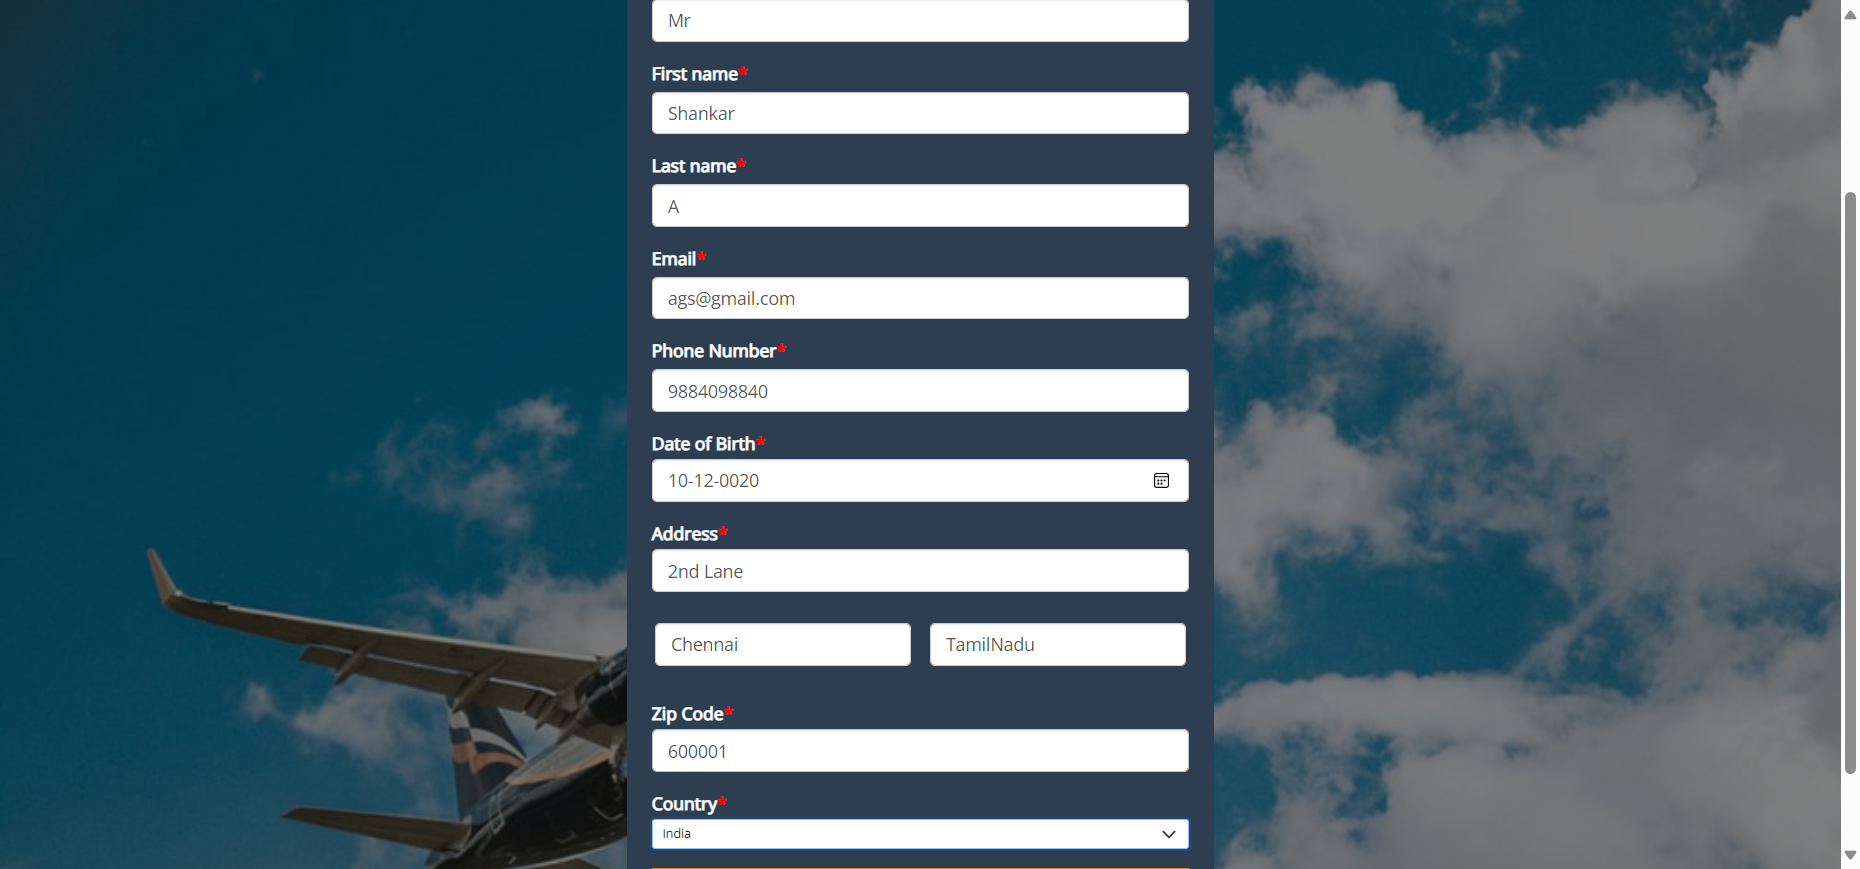 Mr
First name*
Shankar
Last name*
A
Email*
ags@gmail.com
Phone Number*
9884098840
Date of Birth*
10-12-0020
Address*
2nd Lane
Chennai TamilNadu
Zip Code*
600001
Country*
India